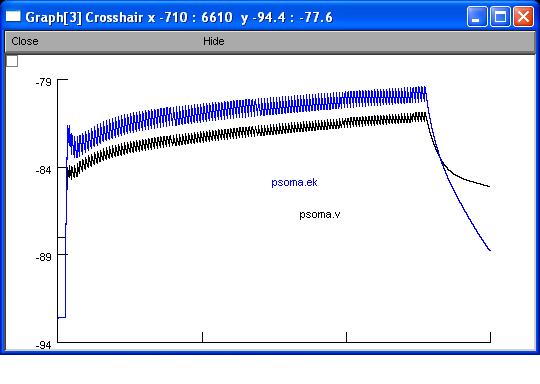 Graph[3] Crosshair x -710 : 6610  y -94.4 : -77.6
Close Hide
-79
-84
psoma.ek
psoma.v
-89
-94